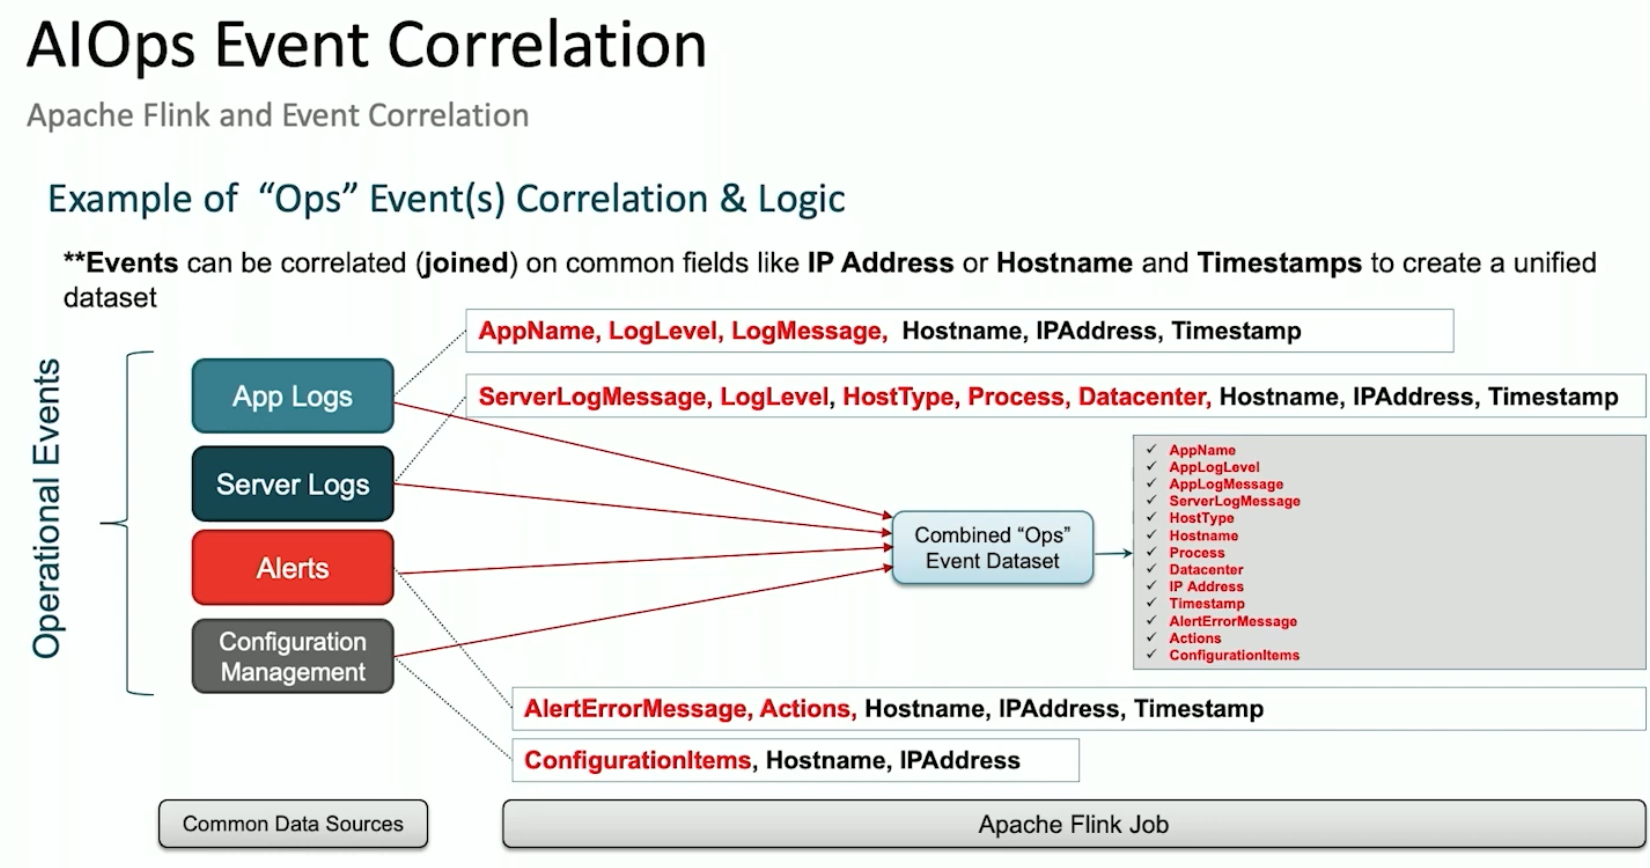 AIOps Event Correlation
Apache Flink and Event Correlation
Example of “Ops” Event(s) Correlation & Logic
**Events can be correlated (joined) on common fields like IP Address or Hostname and Timestamps to create a unified
dataset
AppName, LogLevel, LogMessage, Hostname, IPAddress, Timestamp
ServerLogMessage, LogLevel, HostType, Process, Datacenter, Hostname, IPAddress, Timestamp
Operational Events
App Logs
Server Logs
Alerts
Configuration
Management
Combined “Ops”
Event Dataset
✓ AppName
✓ AppLogLevel
✓ AppLogMessage
✓ ServerLogMessage
✓ HostType
✓ Hostname
✓ Process
✓ Datacenter
✓ IP Address
✓ Timestamp
✓ AlertErrorMessage
✓ Actions
✓ ConfigurationItems
AlertErrorMessage, Actions, Hostname, IPAddress, Timestamp
ConfigurationItems, Hostname, IPAddress
Common Data Sources
Apache Flink Job